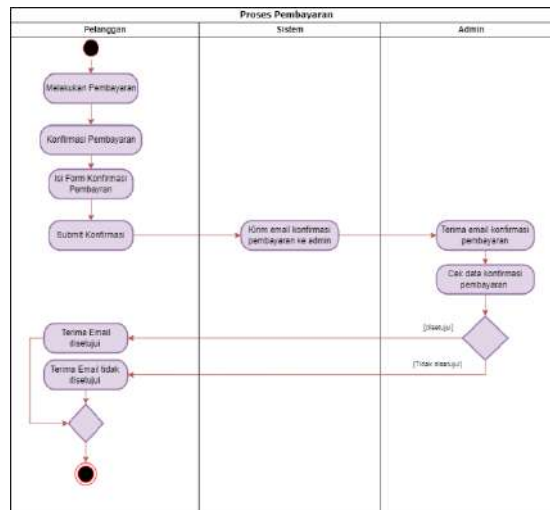 Proses Pembayaran
Pelanggan
Sistem
Admin
Melakukan Pembayaran
Konfirmasi Pembayaran
Isi Form Konfirmasi
Pembayran
Submit Konfirmasi
Kirim email konfirmasi
pembayaran ke admin
Terima email konfirmasi
pembayaran
Cek data konfirmasi
pembayaran
[disetujui]
Terima Email
disetujui
[Tidak disetujui]
Terima Email tidak
disetujui